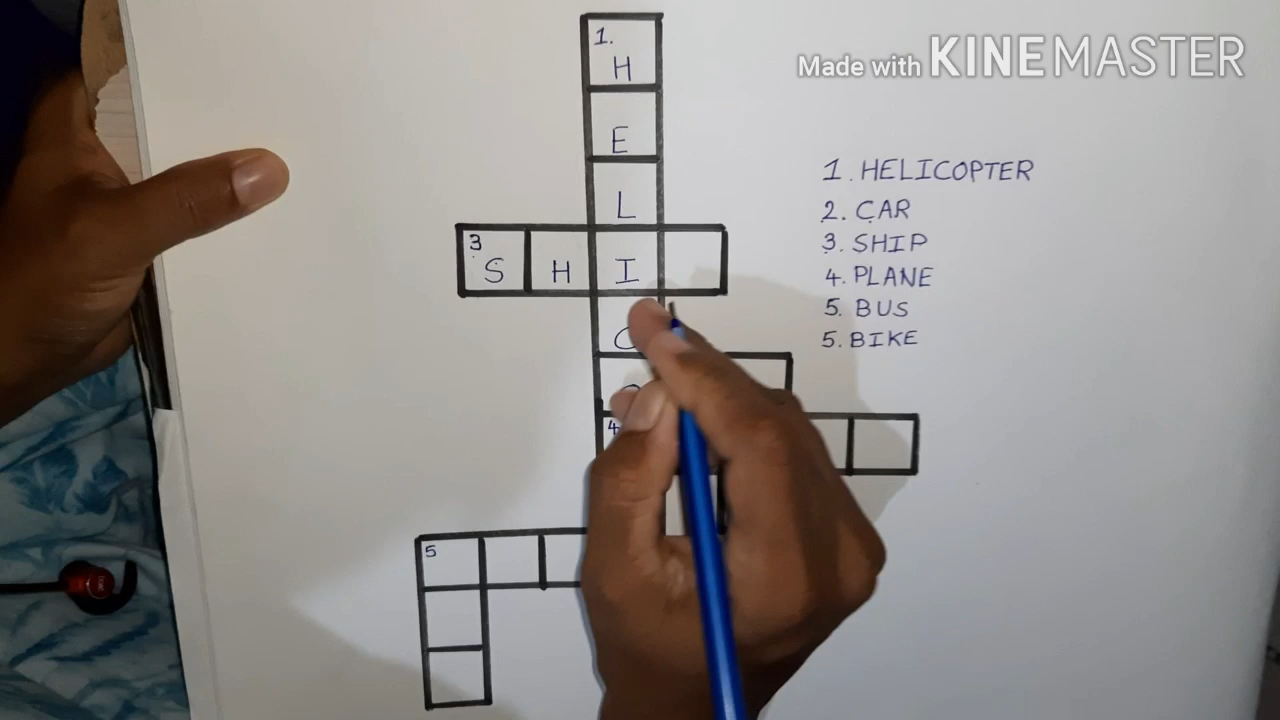 Made with KINEMASTER
1.
H
E
L
3
S H I
C
4
5
1. HELICOPTER
2. CAR
3. SHIP
4. PLANE
5. BUS
5. BIKE